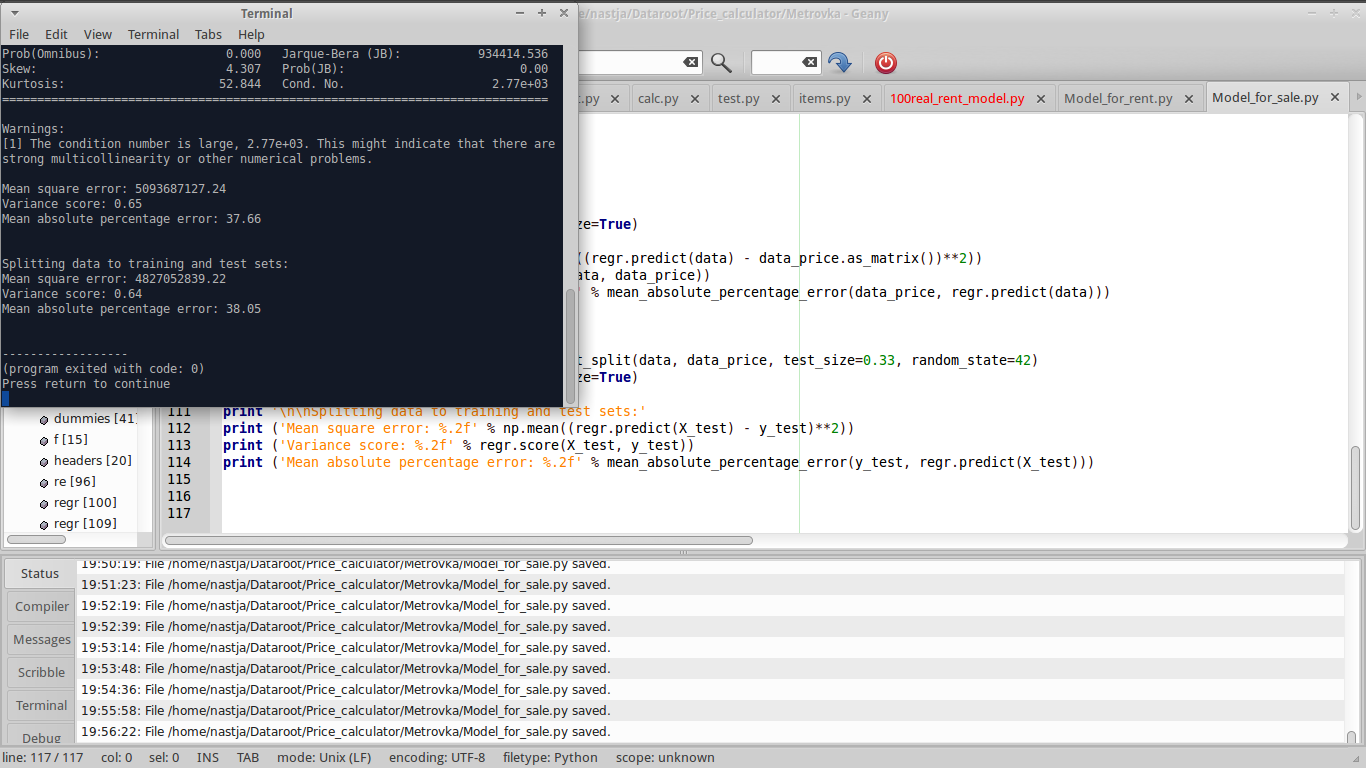 Terminal
e/nastja/Dataroot/Price_calculator/Metrovka - Geany
File Edit View Terminal Tabs Help
Prob(Omnibus): 0.000 Jarque-Bera (JB): 934414.536
Skew: 4.307 Prob(JB): 0.00
Kurtosis: 52.844 Cond. No. 2.77e+03
==============================================================================
Warnings:
[1] The condition number is large, 2.77e+03. This might indicate that there are
strong multicollinearity or other numerical problems.
Mean square error: 5093687127.24
Variance score: 0.65
Mean absolute percentage error: 37.66
Splitting data to training and test sets:
Mean square error: 4827052839.22
Variance score: 0.64
Mean absolute percentage error: 38.05
------------------
(program exited with code: 0)
Press return to continue
c.py calc.py test.py items.py 100real_rent_model.py Model_for_rent.py Model_for_sale.py
ze=True)
((regr.predict(data) - data_price.as_matrix())**2))
ata, data_price))
' % mean_absolute_percentage_error(data_price, regr.predict(data)))
t_split(data, data_price, test_size=0.33, random_state=42)
ze=True)
111 print '\n\nSplitting data to training and test sets:'
112 print ('Mean square error: %.2f' % np.mean((regr.predict(X_test) - y_test)**2))
113 print ('Variance score: %.2f' % regr.score(X_test, y_test))
114 print ('Mean absolute percentage error: %.2f' % mean_absolute_percentage_error(y_test, regr.predict(X_test)))
115
116
117
dummies [41]
f [15]
headers [20]
re [96]
regr [100]
regr [109]
Status
Compiler
Messages
Scribble
Terminal
Debug
19:50:19: File /home/nastja/Dataroot/Price_calculator/Metrovka/Model_for_sale.py saved.
19:51:23: File /home/nastja/Dataroot/Price_calculator/Metrovka/Model_for_sale.py saved.
19:52:19: File /home/nastja/Dataroot/Price_calculator/Metrovka/Model_for_sale.py saved.
19:52:39: File /home/nastja/Dataroot/Price_calculator/Metrovka/Model_for_sale.py saved.
19:53:14: File /home/nastja/Dataroot/Price_calculator/Metrovka/Model_for_sale.py saved.
19:53:48: File /home/nastja/Dataroot/Price_calculator/Metrovka/Model_for_sale.py saved.
19:54:36: File /home/nastja/Dataroot/Price_calculator/Metrovka/Model_for_sale.py saved.
19:55:58: File /home/nastja/Dataroot/Price_calculator/Metrovka/Model_for_sale.py saved.
19:56:22: File /home/nastja/Dataroot/Price_calculator/Metrovka/Model_for_sale.py saved.
line: 117 / 117 col: 0 sel: 0 INS TAB mode: Unix (LF) encoding: UTF-8 filetype: Python scope: unknown